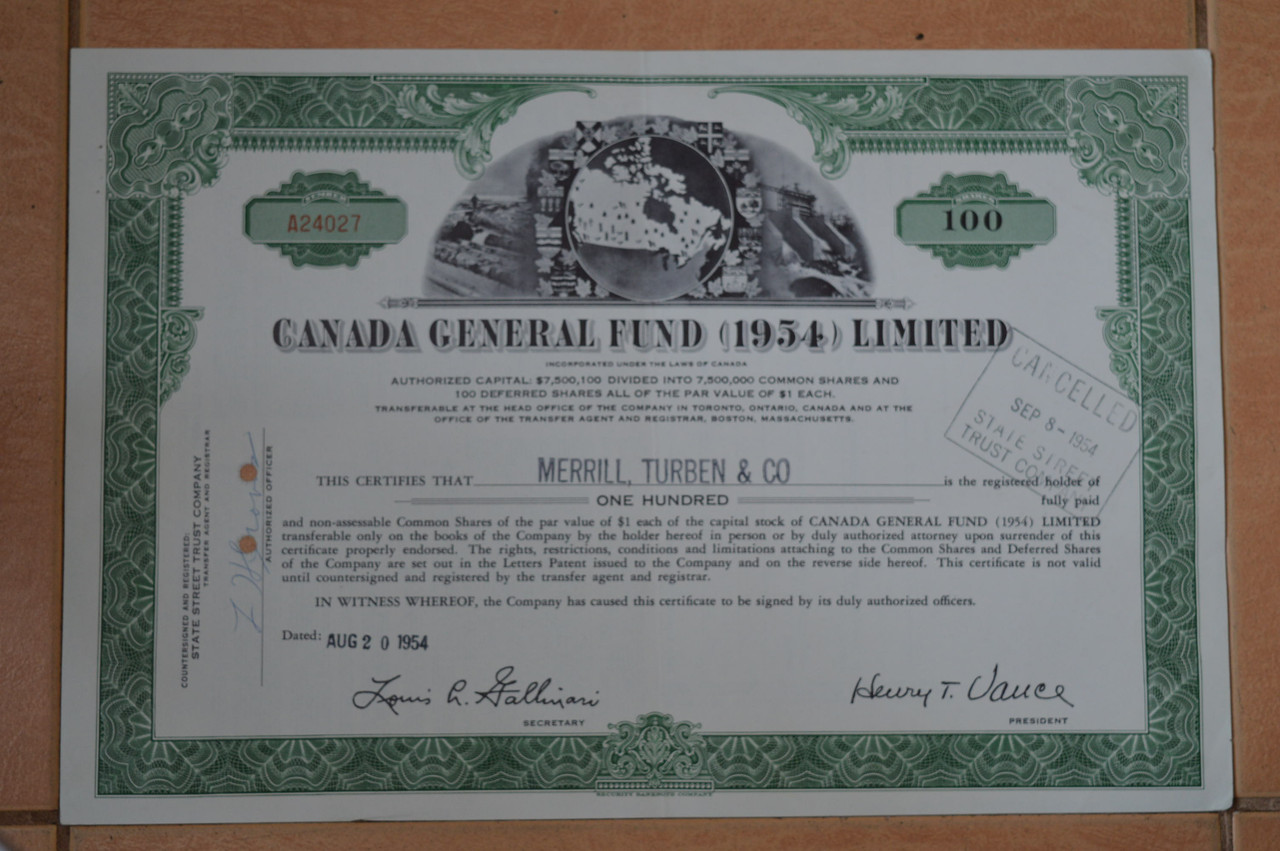 NUMBER
A24027
SHARES
100
CANADA GENERAL FUND (1954) LIMITED
INCORPORATED UNDER THE LAWS OF CANADA
AUTHORIZED CAPITAL: $7,500,100 DIVIDED INTO 7,500,000 COMMON SHARES AND
100 DEFERRED SHARES ALL OF THE PAR VALUE OF $1 EACH.
TRANSFERABLE AT THE HEAD OFFICE OF THE COMPANY IN TORONTO, ONTARIO, CANADA AND AT THE
OFFICE OF THE TRANSFER AGENT AND REGISTRAR, BOSTON, MASSACHUSETTS.
CANCELLED
SEP 8 - 1954
STATE STREET
TRUST COMPANY
THIS CERTIFIES THAT MERRILL, TURBEN & CO is the registered holder of
ONE HUNDRED fully paid
and non-assessable Common Shares of the par value of $1 each of the capital stock of CANADA GENERAL FUND (1954) LIMITED
transferable only on the books of the Company by the holder hereof in person or by duly authorized attorney upon surrender of this
certificate properly endorsed. The rights, restrictions, conditions and limitations attaching to the Common Shares and Deferred Shares
of the Company are set out in the Letters Patent issued to the Company and on the reverse side hereof. This certificate is not valid
until countersigned and registered by the transfer agent and registrar.
IN WITNESS WHEREOF, the Company has caused this certificate to be signed by its duly authorized officers.
Dated: AUG 20 1954
Louis A. Gallinari
SECRETARY
Henry T. Vance
PRESIDENT
COUNTERSIGNED AND REGISTERED:
STATE STREET TRUST COMPANY
TRANSFER AGENT AND REGISTRAR
AUTHORIZED OFFICER
SECURITY BANKNOTE COMPANY